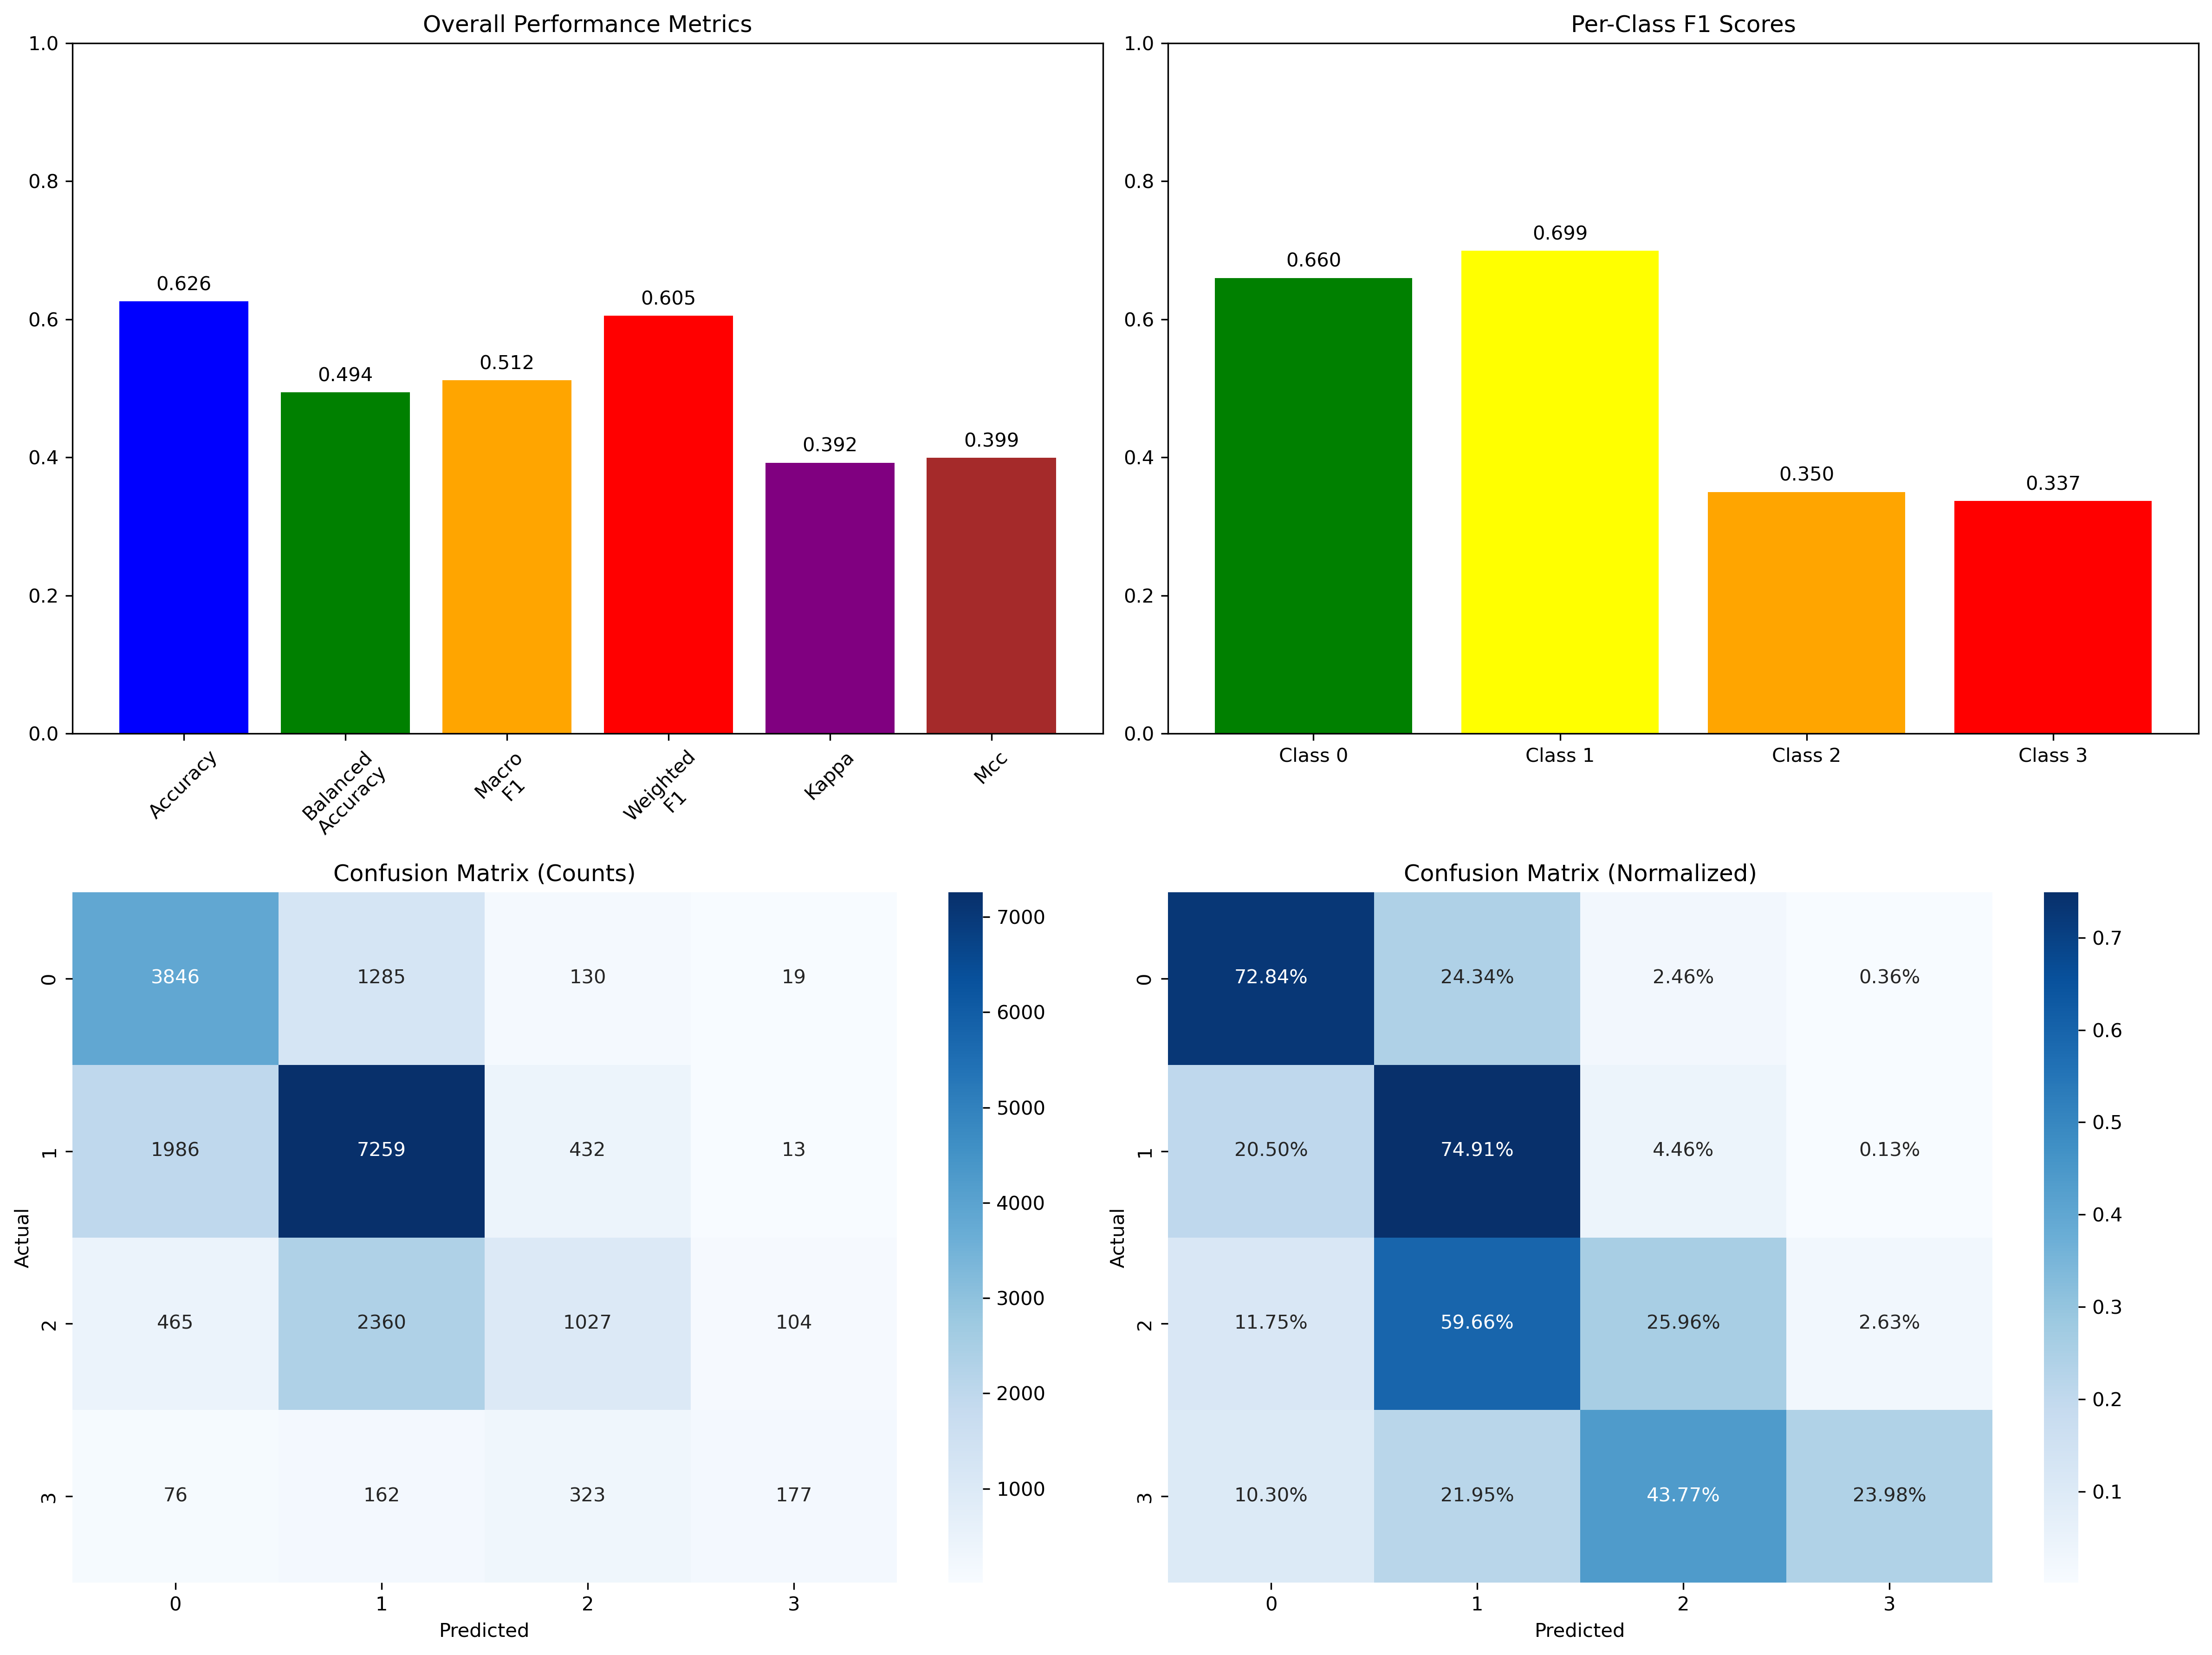 Overall Performance Metrics
1.0
0.8
0.6
0.4
0.2
0.0
0.626
0.494
0.512
0.605
0.392
0.399
Accuracy
Balanced
Accuracy
Macro
F1
Weighted
F1
Kappa
Mcc
Per-Class F1 Scores
1.0
0.8
0.6
0.4
0.2
0.0
0.660
0.699
0.350
0.337
Class 0 Class 1 Class 2 Class 3
Confusion Matrix (Counts)
Actual
0 3846 1285 130 19
1 1986 7259 432 13
2 465 2360 1027 104
3 76 162 323 177
0 1 2 3
Predicted
7000
6000
5000
4000
3000
2000
1000
Confusion Matrix (Normalized)
Actual
0 72.84% 24.34% 2.46% 0.36%
1 20.50% 74.91% 4.46% 0.13%
2 11.75% 59.66% 25.96% 2.63%
3 10.30% 21.95% 43.77% 23.98%
0 1 2 3
Predicted
0.7
0.6
0.5
0.4
0.3
0.2
0.1